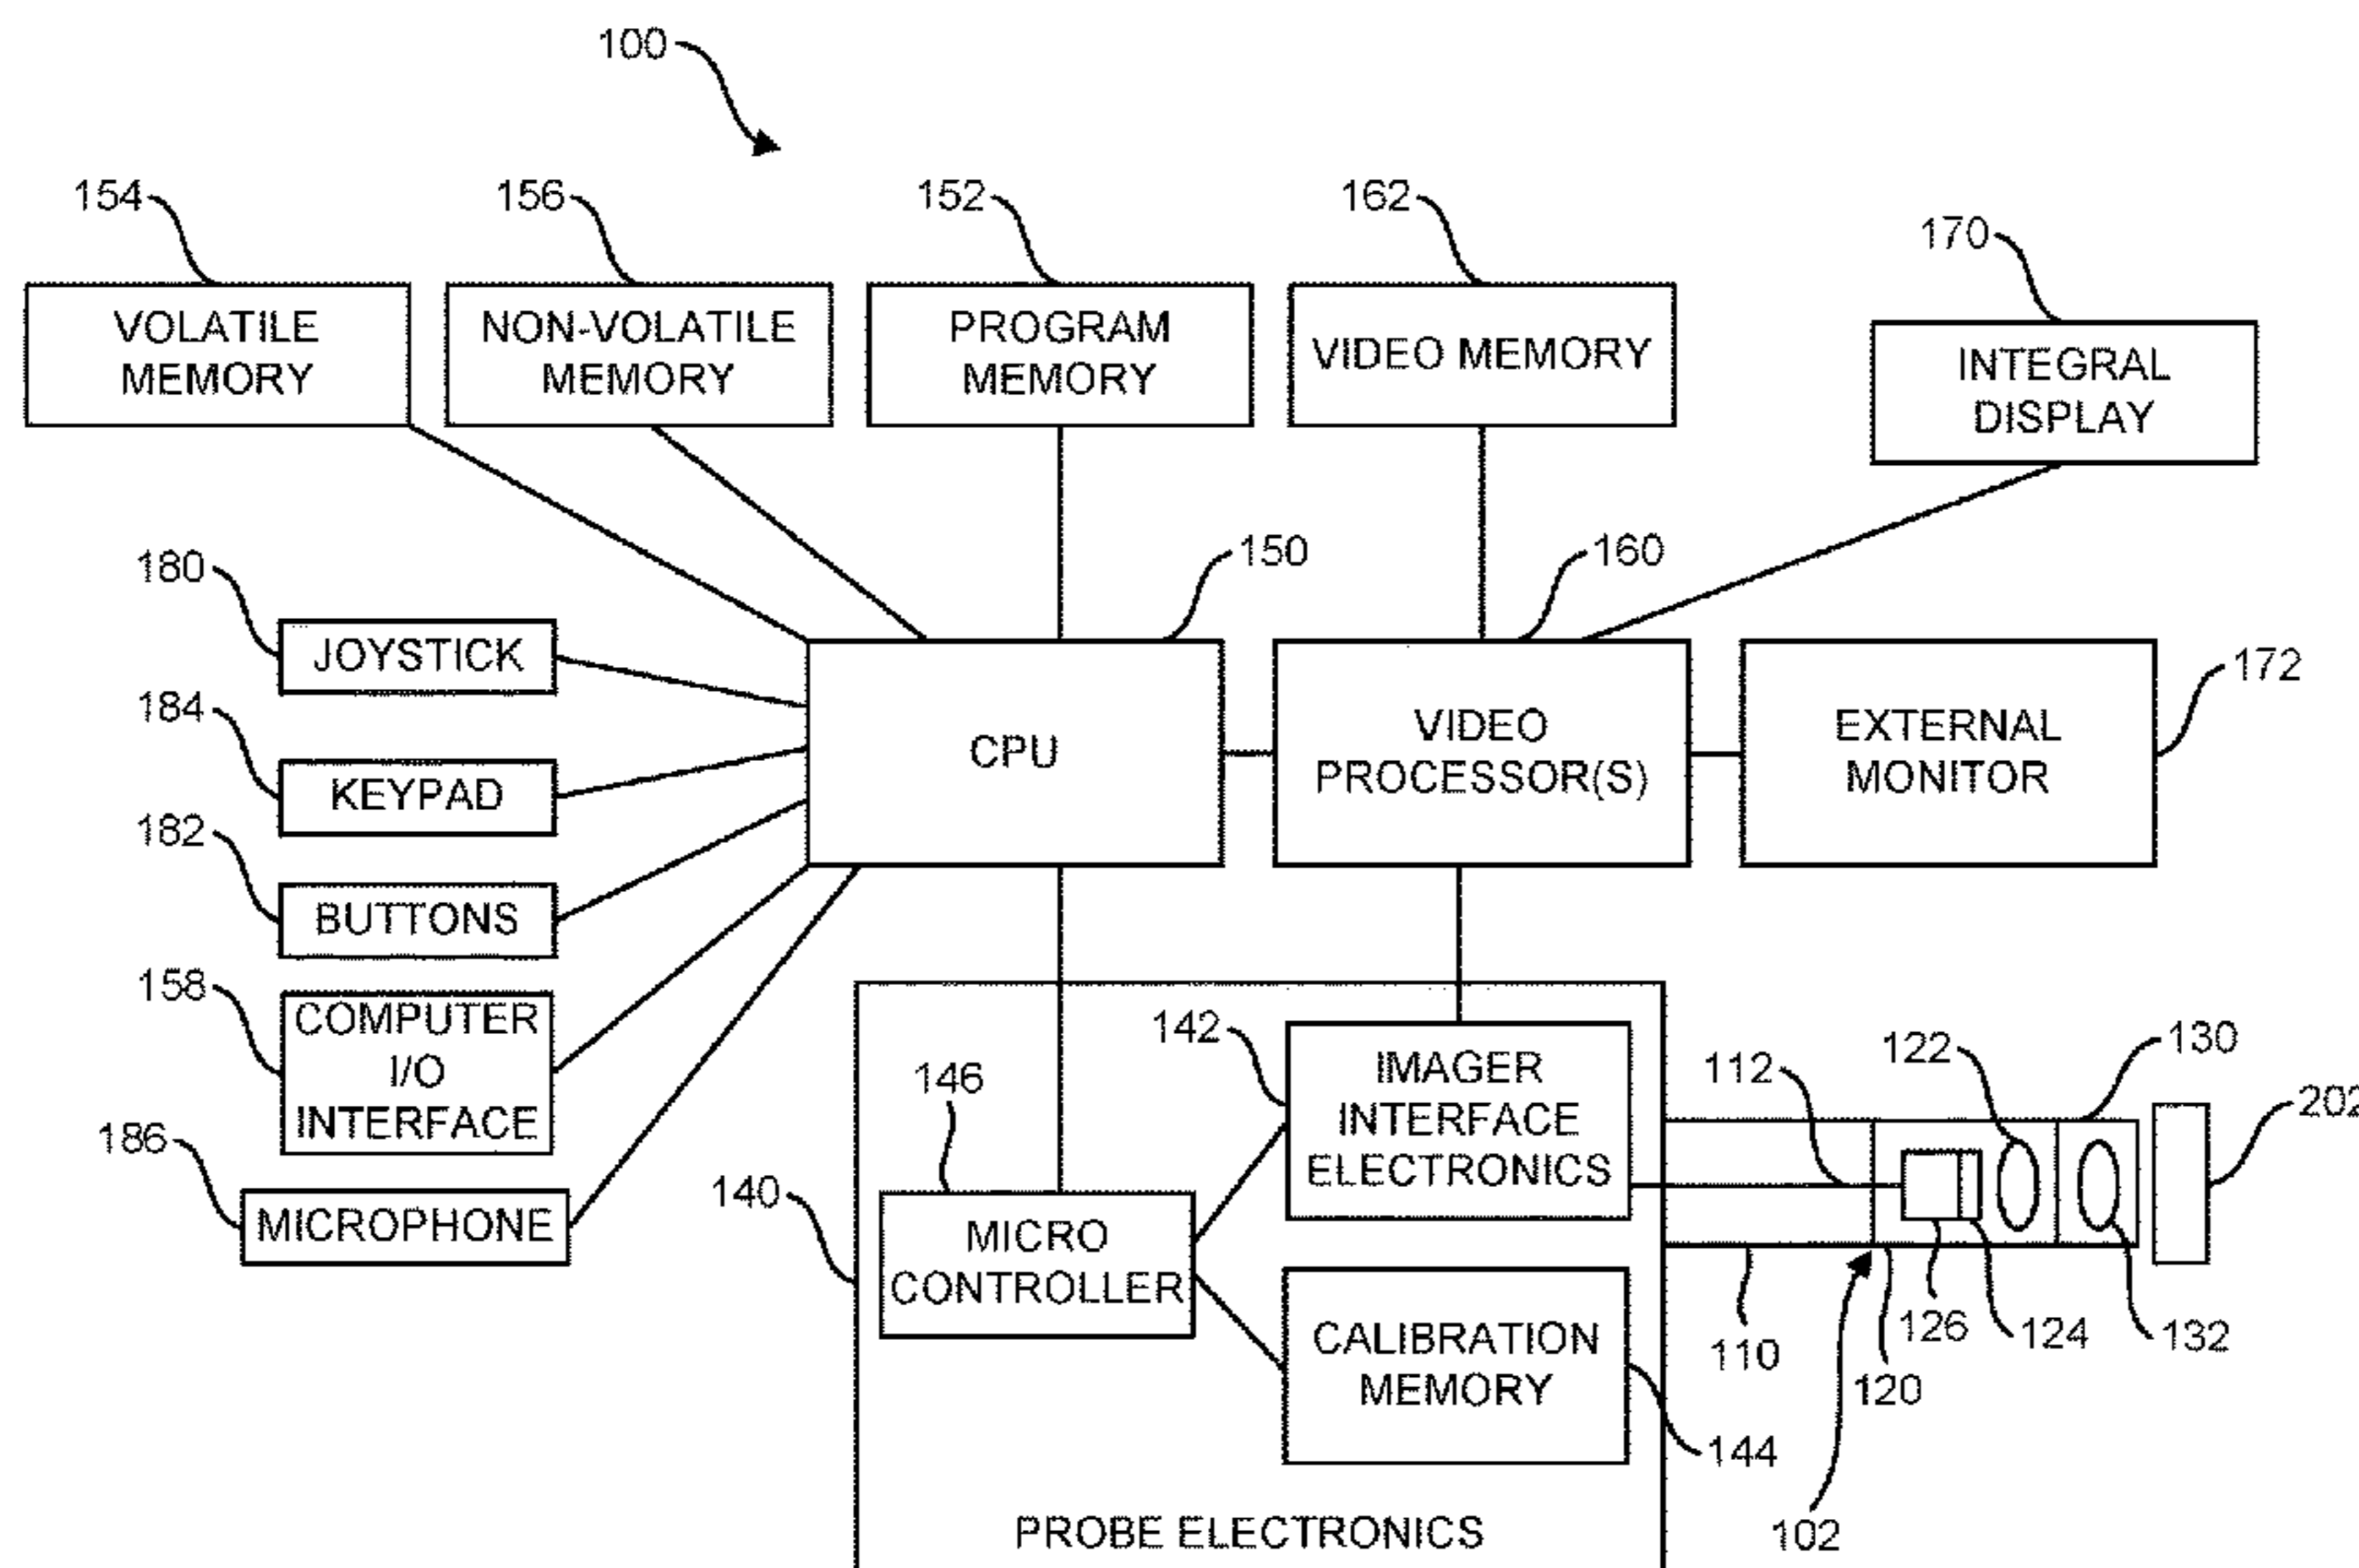 100
154
156
152
162
170
VOLATILE
MEMORY
NON-VOLATILE
MEMORY
PROGRAM
MEMORY
VIDEO MEMORY
INTEGRAL
DISPLAY
180
150
160
JOYSTICK
172
184
CPU
VIDEO
PROCESSOR(S)
EXTERNAL
MONITOR
KEYPAD
182
BUTTONS
158
COMPUTER
I/O
INTERFACE
186
MICROPHONE
146
142
IMAGER
INTERFACE
ELECTRONICS
112
122
130
202
140
MICRO
CONTROLLER
CALIBRATION
MEMORY
110
120
126
124
132
144
102
PROBE ELECTRONICS